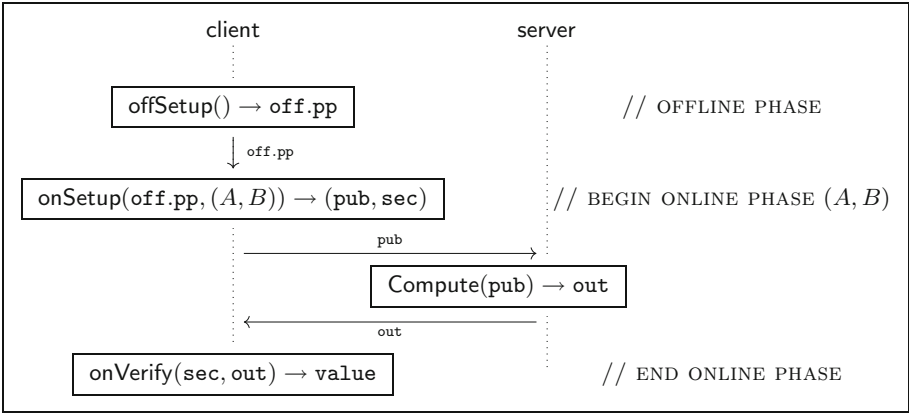 client server
offSetup() → off.pp // OFFLINE PHASE
off.pp
onSetup(off.pp, (A, B)) → (pub, sec) // BEGIN ONLINE PHASE (A, B)
pub
Compute(pub) → out
out
onVerify(sec, out) → value // END ONLINE PHASE